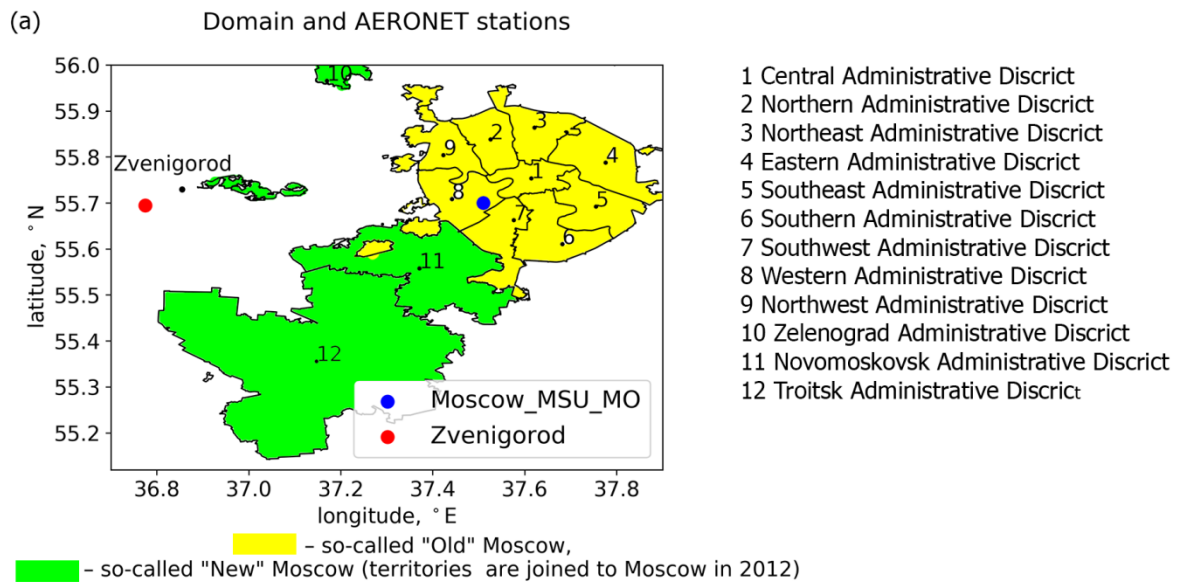 (a)
Domain and AERONET stations
56.0
55.9
55.8
55.7
55.6
55.5
55.4
55.3
55.2
latitude, °N
36.8 37.0 37.2 37.4 37.6 37.8
longitude, °E
Zvenigorod
10
2
3
5
9
4
1
8
5
7
6
11
12
Moscow_MSU_MO
Zvenigorod
1 Central Administrative Discrict
2 Northern Administrative Discrict
3 Northeast Administrative Discrict
4 Eastern Administrative Discrict
5 Southeast Administrative Discrict
6 Southern Administrative Discrict
7 Southwest Administrative Discrict
8 Western Administrative Discrict
9 Northwest Administrative Discrict
10 Zelenograd Administrative Discrict
11 Novomoskovsk Administrative Discrict
12 Troitsk Administrative Discrict
– so-called "Old" Moscow,
– so-called "New" Moscow (territories are joined to Moscow in 2012)